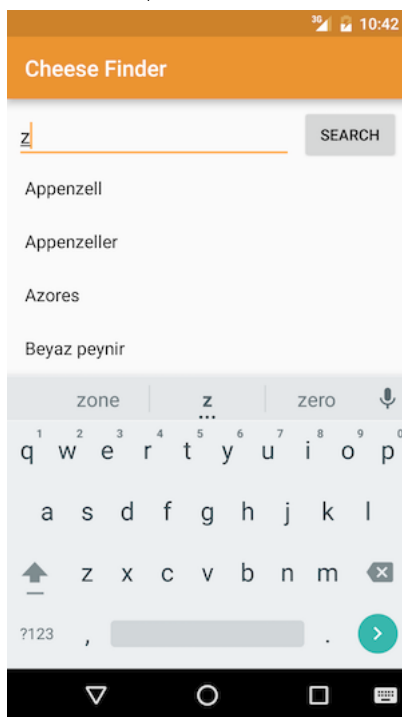 3G 10:42
Cheese Finder
z SEARCH
Appenzell
Appenzeller
Azores
Beyaz peynir
zone z zero
1 2 3 4 5 6 7 8 9 0
q w e r t y u i o p
a s d f g h j k l
z x c v b n m
?123 , .